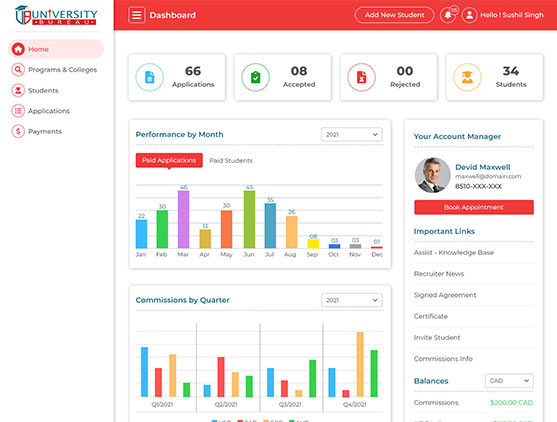 UNIVERSITY
BUREAU
Dashboard
Add New Student
05
Hello ! Sushil Singh
Home
Programs & Colleges
Students
Applications
Payments
66
Applications
08
Accepted
00
Rejected
34
Students
Performance by Month
2021
Paid Applications
Paid Students
22
30
46
13
30
45
35
26
08
03
03
01
Jan
Feb
Mar
Apr
May
Jun
Jul
Aug
Sep
Oct
Nov
Dec
Commissions by Quarter
2021
Q1/2021
Q2/2021
Q3/2021
Q4/2021
Your Account Manager
Devid Maxwell
maxwell@domain.com
8510-XXX-XXX
Book Appointment
Important Links
Assist - Knowledge Base
Recruiter News
Signed Agreement
Certificate
Invite Student
Commissions Info
Balances
CAD
Commissions
$200.00 CAD